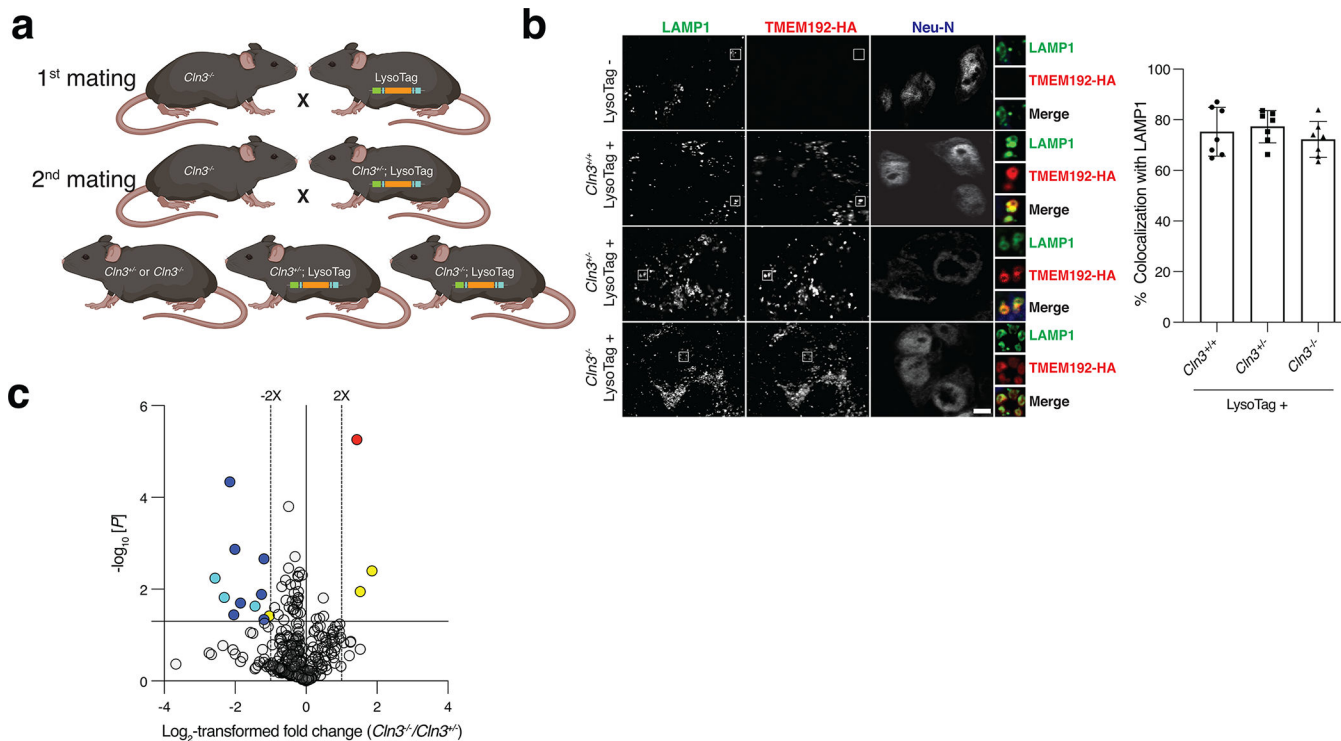 a
1st mating
Cln3-/-
X
LysoTag
2nd mating
Cln3-/-
X
Cln3+/-; LysoTag
Cln3+/- or Cln3-/-
Cln3+/-; LysoTag
Cln3-/-; LysoTag
b
LAMP1
TMEM192-HA
Neu-N
LysoTag -
LAMP1
TMEM192-HA
Merge
Cln3+/+
LysoTag +
LAMP1
TMEM192-HA
Merge
Cln3+/-
LysoTag +
LAMP1
TMEM192-HA
Merge
Cln3-/-
LysoTag +
LAMP1
TMEM192-HA
Merge
% Colocalization with LAMP1
100
80
60
40
20
0
Cln3+/+
Cln3+/-
Cln3-/-
LysoTag +
c
-2X
2X
-log10 [P]
6
4
2
0
-4
-2
0
2
4
Log2-transformed fold change (Cln3-/-/Cln3+/-)